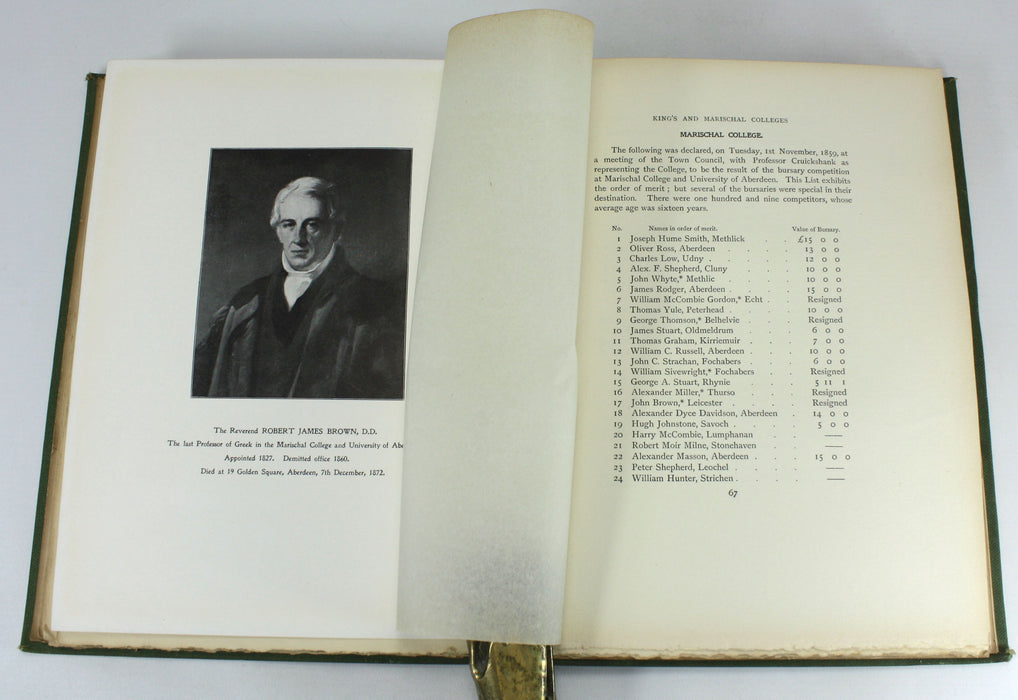 The Reverend ROBERT JAMES BROWN, D.D.
The last Professor of Greek in the Marischal College and University of
Appointed 1827. Demitted office 1860.
Died at 19 Golden Square, Aberdeen, 7th December, 1872.
KING'S AND MARISCHAL COLLEGES
MARISCHAL COLLEGE.
The following was declared, on Tuesday, 1st November, 1859, at
a meeting of the Town Council, with Professor Cruickshank as
representing the College, to be the result of the bursary competition
at Marischal College and University of Aberdeen. This List exhibits
the order of merit; but several of the bursaries were special in their
destination. There were one hundred and nine competitors, whose
average age was sixteen years.
No. Names in order of merit. Value of Bursary.
1 Joseph Hume Smith, Methlick . . £15 0 0
2 Oliver Ross, Aberdeen . . . 13 0 0
3 Charles Low, Udny . . . . 12 0 0
4 Alex. F. Shepherd, Cluny . . . 10 0 0
5 John Whyte,* Methlic . . . 10 0 0
6 James Rodger, Aberdeen . . . 15 0 0
7 William McCombie Gordon,* Echt . . Resigned
8 Thomas Yule, Peterhead . . . 10 0 0
9 George Thomson,* Belhelvie . . . Resigned
10 James Stuart, Oldmeldrum . . . 6 0 0
11 Thomas Graham, Kirriemuir . . . 7 0 0
12 William C. Russell, Aberdeen . . . 10 0 0
13 John C. Strachan, Fochabers . . . 6 0 0
14 William Sivewright,* Fochabers . . Resigned
15 George A. Stuart, Rhynie . . . 5 11 1
16 Alexander Miller,* Thurso . . . Resigned
17 John Brown,* Leicester . . . . Resigned
18 Alexander Dyce Davidson, Aberdeen . 14 0 0
19 Hugh Johnstone, Savoch . . . 5 0 0
20 Harry McCombie, Lumphanan . . —
21 Robert Moir Milne, Stonehaven . . —
22 Alexander Masson, Aberdeen . . . 15 0 0
23 Peter Shepherd, Leochel . . . . —
24 William Hunter, Strichen . . . . —
67